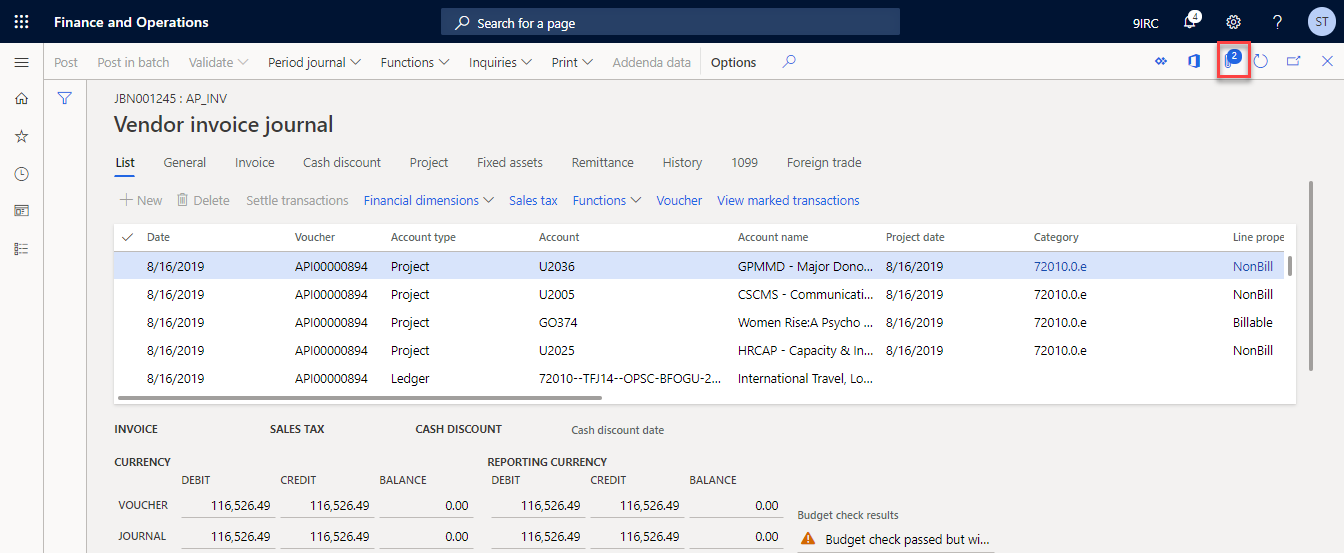 Finance and Operations
Search for a page
9IRC
4
?
ST
Post
Post in batch
Validate
Period journal
Functions
Inquiries
Print
Addenda data
Options
2
JBN001245 : AP_INV
Vendor invoice journal
List General Invoice Cash discount Project Fixed assets Remittance History 1099 Foreign trade
New Delete Settle transactions Financial dimensions Sales tax Functions Voucher View marked transactions
Date Voucher Account type Account Account name Project date Category Line prope
8/16/2019 API00000894 Project U2036 GPMMD - Major Dono... 8/16/2019 72010.0.e NonBill
8/16/2019 API00000894 Project U2005 CSCMS - Communicati... 8/16/2019 72010.0.e NonBill
8/16/2019 API00000894 Project GO374 Women Rise:A Psycho ... 8/16/2019 72010.0.e Billable
8/16/2019 API00000894 Project U2025 HRCAP - Capacity & In... 8/16/2019 72010.0.e NonBill
8/16/2019 API00000894 Ledger 72010--TFJ14--OPSC-BFOGU-2... International Travel, Lo...
INVOICE SALES TAX CASH DISCOUNT Cash discount date
CURRENCY REPORTING CURRENCY
DEBIT CREDIT BALANCE DEBIT CREDIT BALANCE
VOUCHER 116,526.49 116,526.49 0.00 116,526.49 116,526.49 0.00
Budget check results
JOURNAL 116,526.49 116,526.49 0.00 116,526.49 116,526.49 0.00
Budget check passed but wi...